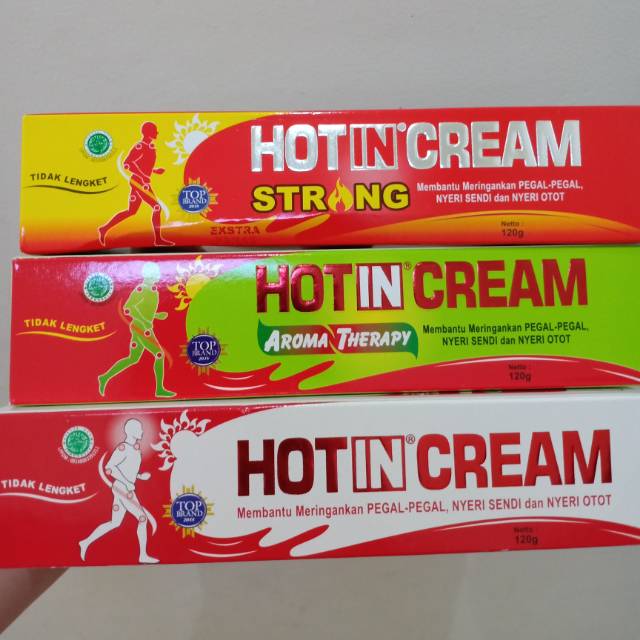 HOT IN® CREAM
STRONG
Membantu Meringankan PEGAL-PEGAL,
NYERI SENDI dan NYERI OTOT
TIDAK LENGKET
TOP
BRAND
2018
EKSTRA
Netto :
120g
HOT IN® CREAM
AROMA THERAPY
Membantu Meringankan PEGAL-PEGAL,
NYERI SENDI dan NYERI OTOT
TIDAK LENGKET
TOP
BRAND
2018
Netto :
120g
HOT IN® CREAM
Membantu Meringankan PEGAL-PEGAL, NYERI SENDI dan NYERI OTOT
TIDAK LENGKET
TOP
BRAND
2018
Netto :
120g